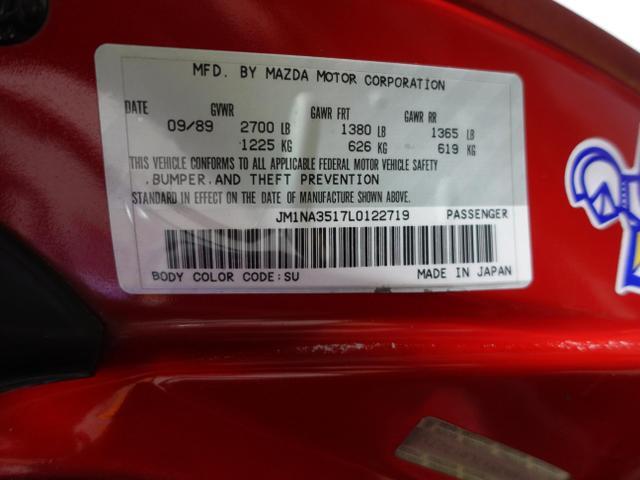 MFD. BY MAZDA MOTOR CORPORATION
DATE GVWR GAWR FRT GAWR RR
09/89 2700 LB 1380 LB 1365 LB
1225 KG 626 KG 619 KG
THIS VEHICLE CONFORMS TO ALL APPLICABLE FEDERAL MOTOR VEHICLE SAFETY
,BUMPER,AND THEFT PREVENTION
STANDARD IN EFFECT ON THE DATE OF MANUFACTURE SHOWN ABOVE.
JM1NA3517L0122719 PASSENGER
BODY COLOR CODE:SU MADE IN JAPAN